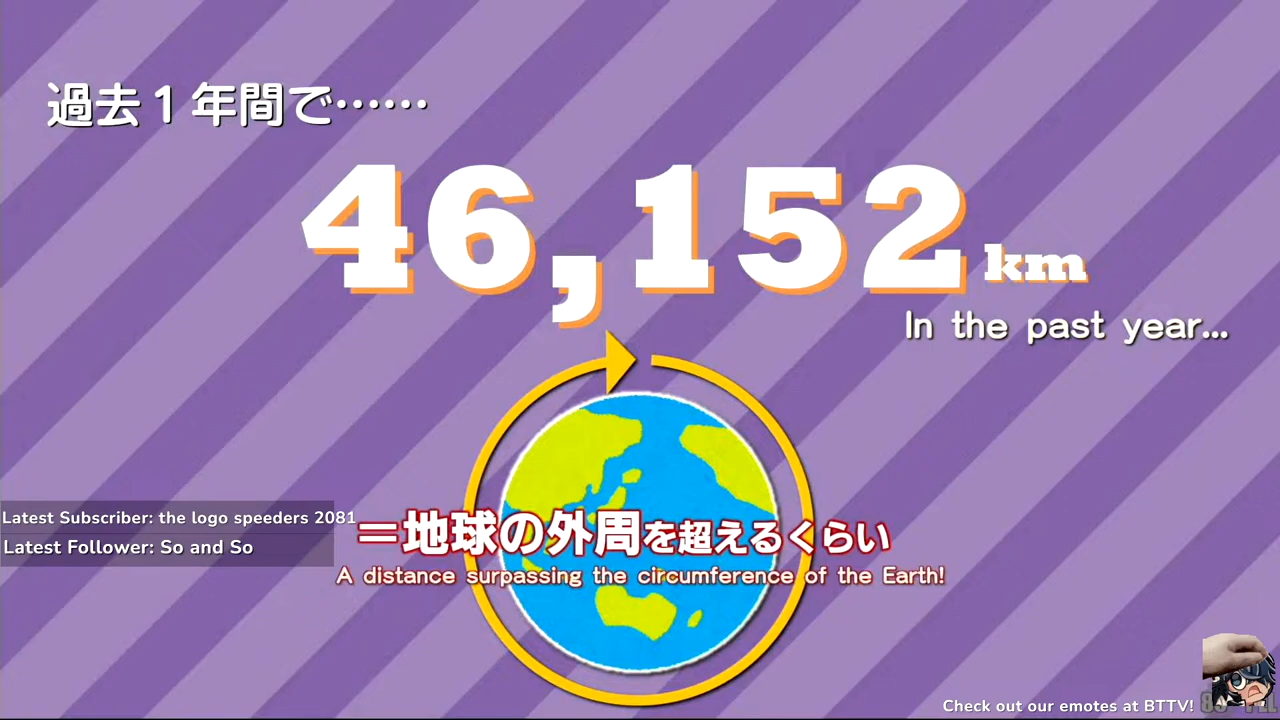 過去１年間で……
46,152 km
In the past year...
Latest Subscriber: the logo speeders 2081
＝地球の外周を超えるくらい
Latest Follower: So and So
A distance surpassing the circumference of the Earth!
Check out our emotes at BTTV!